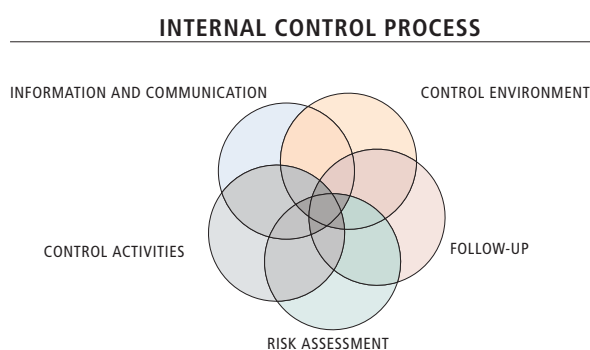 INTERNAL CONTROL PROCESS
INFORMATION AND COMMUNICATION
CONTROL ENVIRONMENT
CONTROL ACTIVITIES
FOLLOW-UP
RISK ASSESSMENT